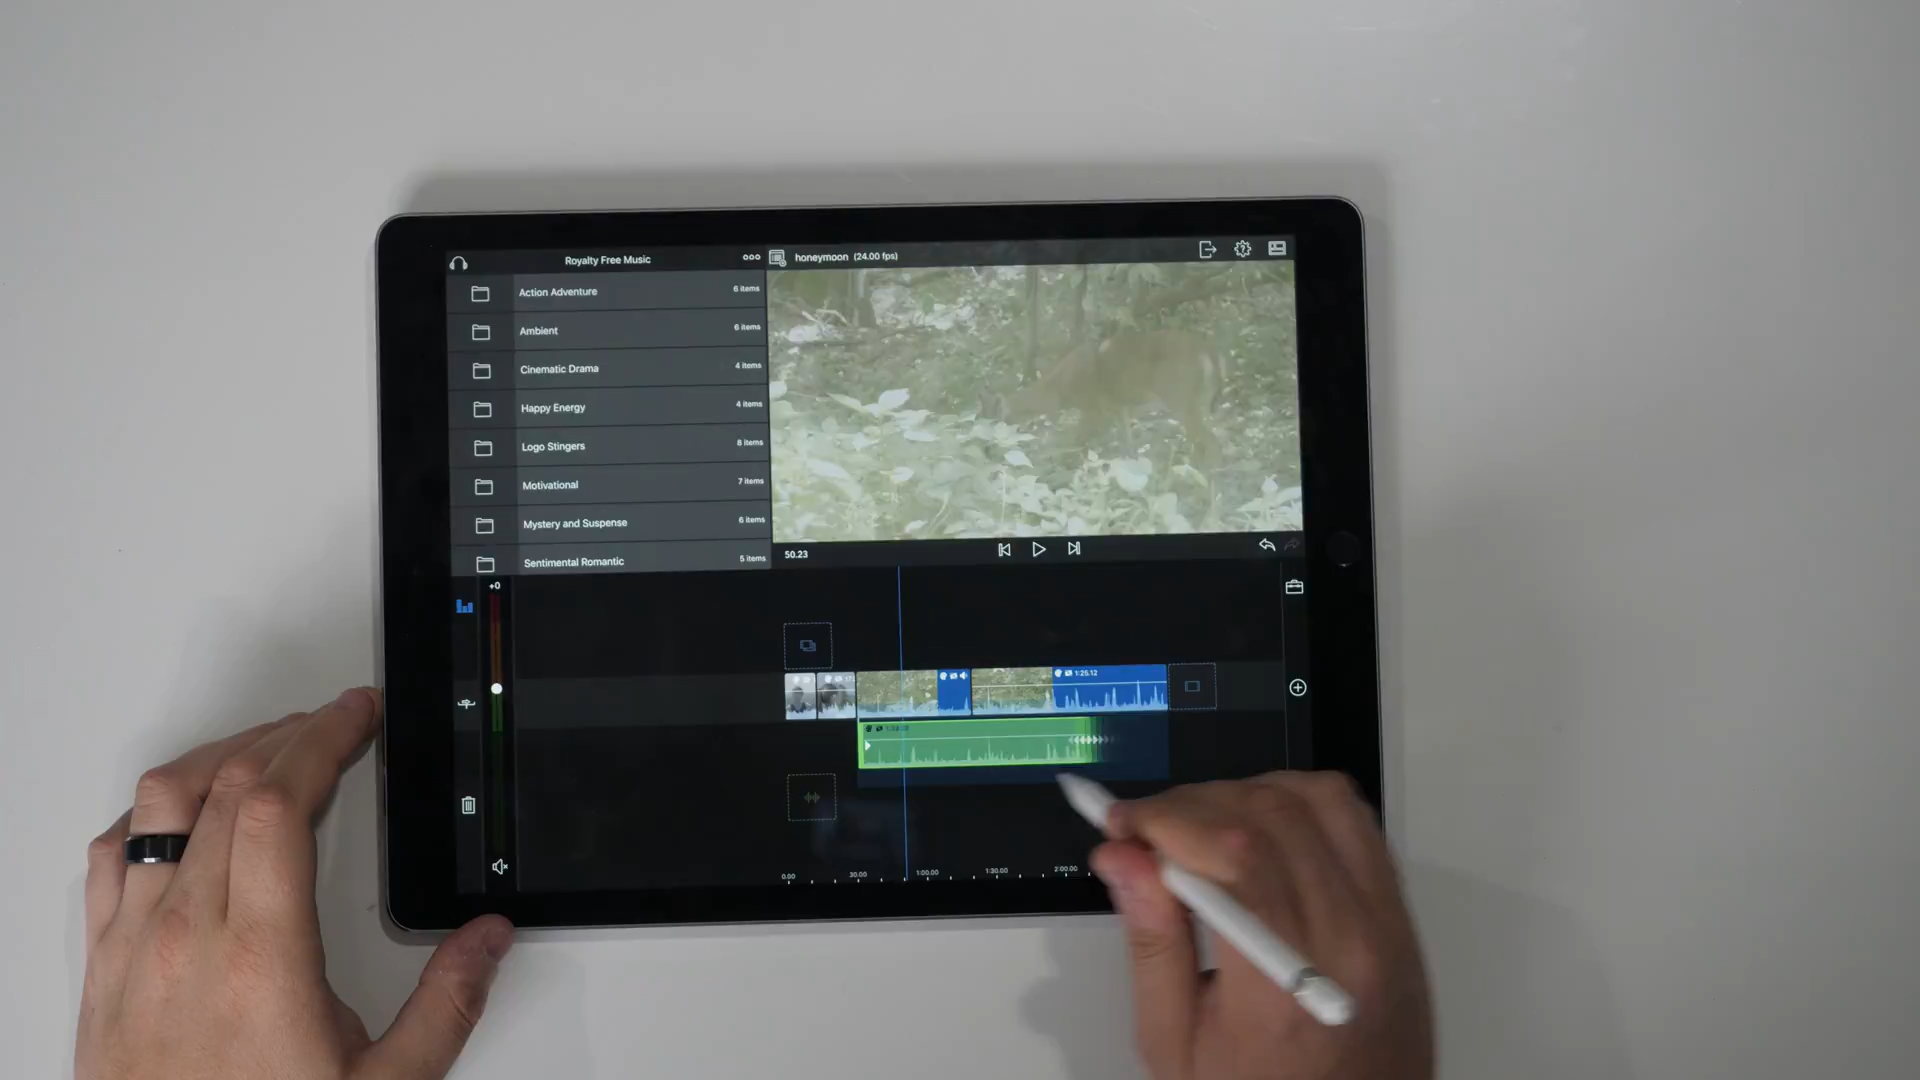 Royalty Free Music
honeymoon (24.00 fps)
Action Adventure 6 items
Ambient 6 items
Cinematic Drama 4 items
Happy Energy 4 items
Logo Stingers 8 items
Motivational 7 items
Mystery and Suspense 6 items
Sentimental Romantic 5 items
50.23
+0
1:25.12
0.00 30.00 1:00.00 1:30.00 2:00.00